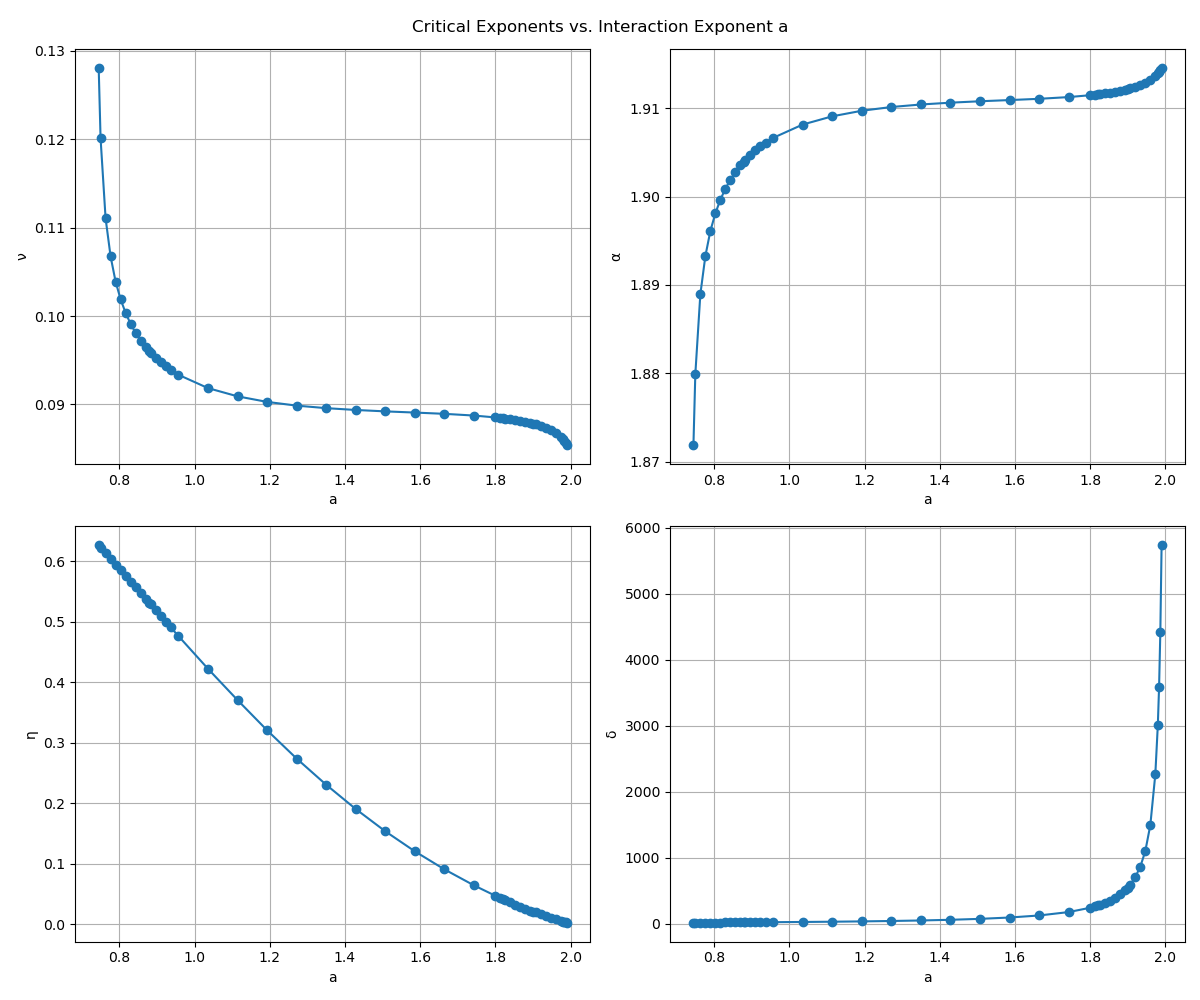 Critical Exponents vs. Interaction Exponent a
0.13
0.12
0.11
0.10
0.09
ν
0.8 1.0 1.2 1.4 1.6 1.8 2.0
a
1.91
1.90
1.89
1.88
1.87
α
0.8 1.0 1.2 1.4 1.6 1.8 2.0
a
0.6
0.5
0.4
0.3
0.2
0.1
0.0
η
0.8 1.0 1.2 1.4 1.6 1.8 2.0
a
6000
5000
4000
3000
2000
1000
0
δ
0.8 1.0 1.2 1.4 1.6 1.8 2.0
a